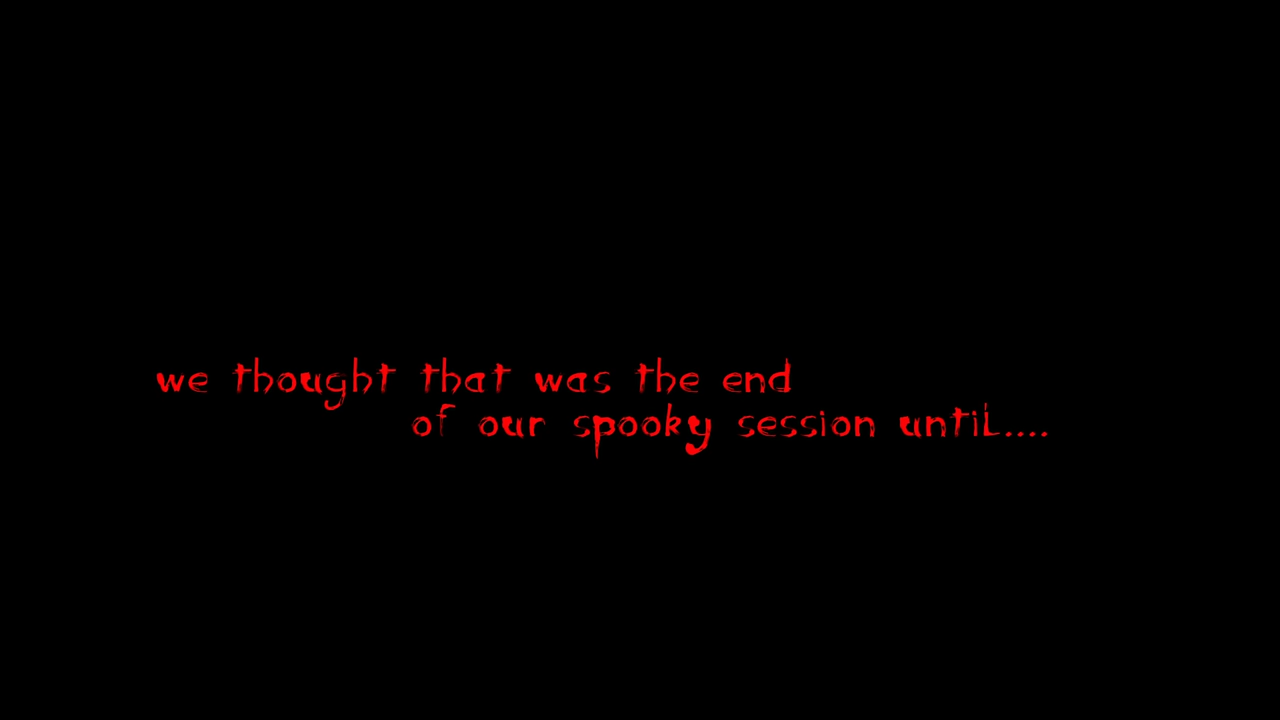 we thought that was the end
of our spooky session until....